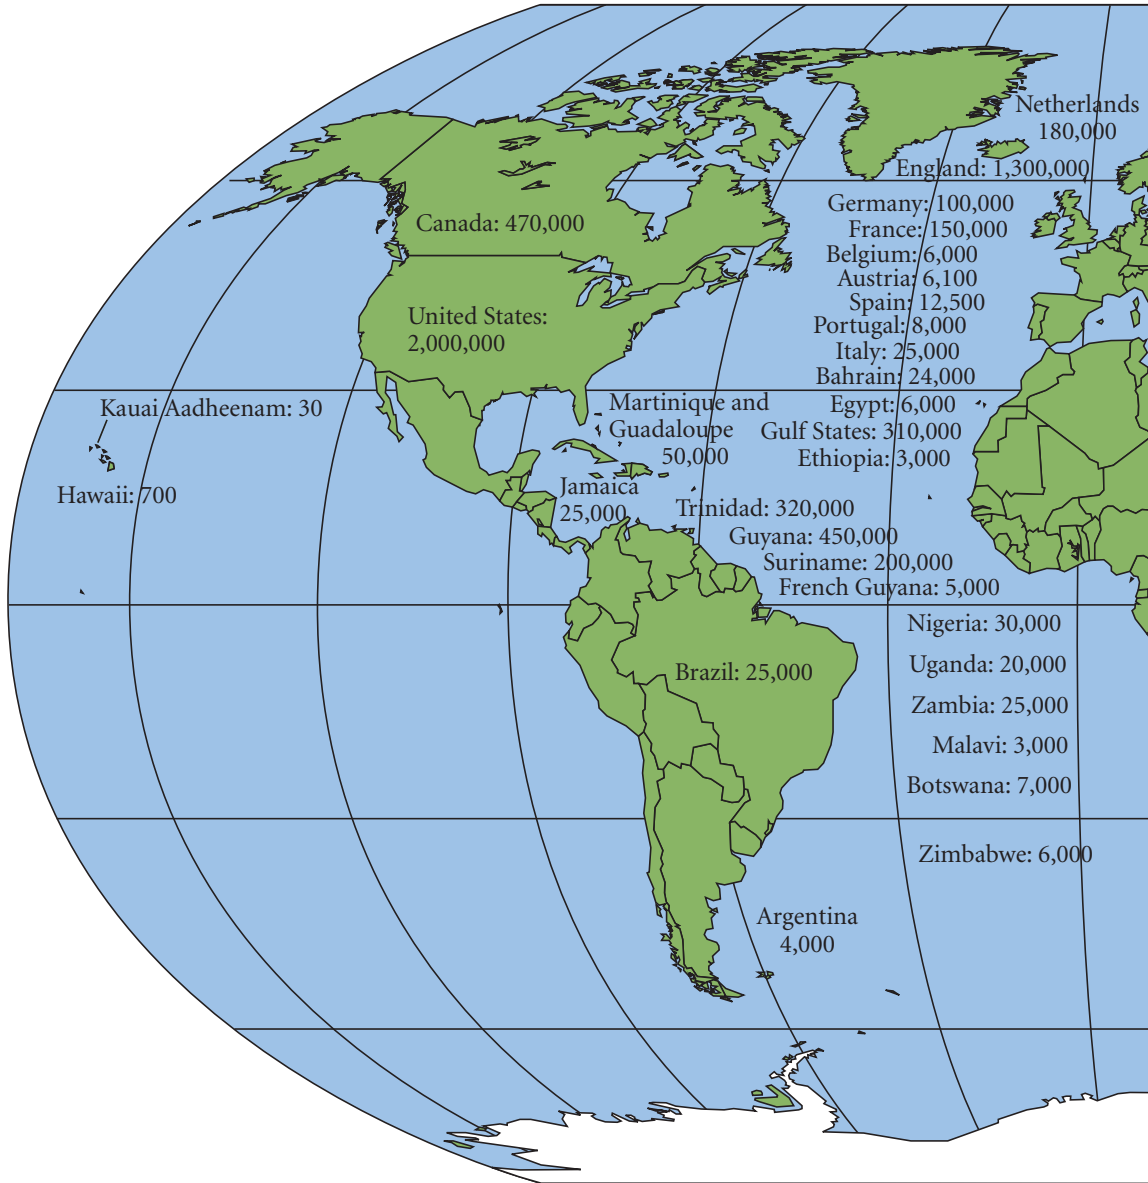 Netherlands
180,000
England: 1,300,000
Germany: 100,000
Canada: 470,000
France: 150,000
Belgium: 6,000
Austria: 6,100
Spain: 12,500
United States:
2,000,000
Portugal: 8,000
Italy: 25,000
Bahrain: 24,000
Kauai Aadheenam: 30
Martinique and
Guadaloupe
50,000
Egypt: 6,000
Gulf States: 310,000
Ethiopia: 3,000
Hawaii: 700
Jamaica
25,000
Trinidad: 320,000
Guyana: 450,000
Suriname: 200,000
French Guyana: 5,000
Nigeria: 30,000
Uganda: 20,000
Brazil: 25,000
Zambia: 25,000
Malavi: 3,000
Botswana: 7,000
Zimbabwe: 6,000
Argentina
4,000